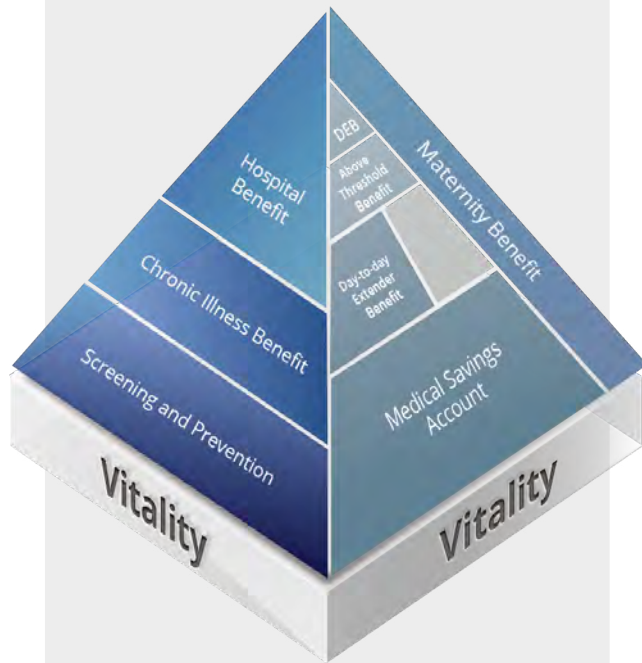 Hospital
Benefit
Chronic Illness Benefit
Screening and Prevention
DEB
Above
Threshold
Benefit
Maternity Benefit
Day-to-day
Extender
Benefit
Medical Savings
Account
Vitality
Vitality